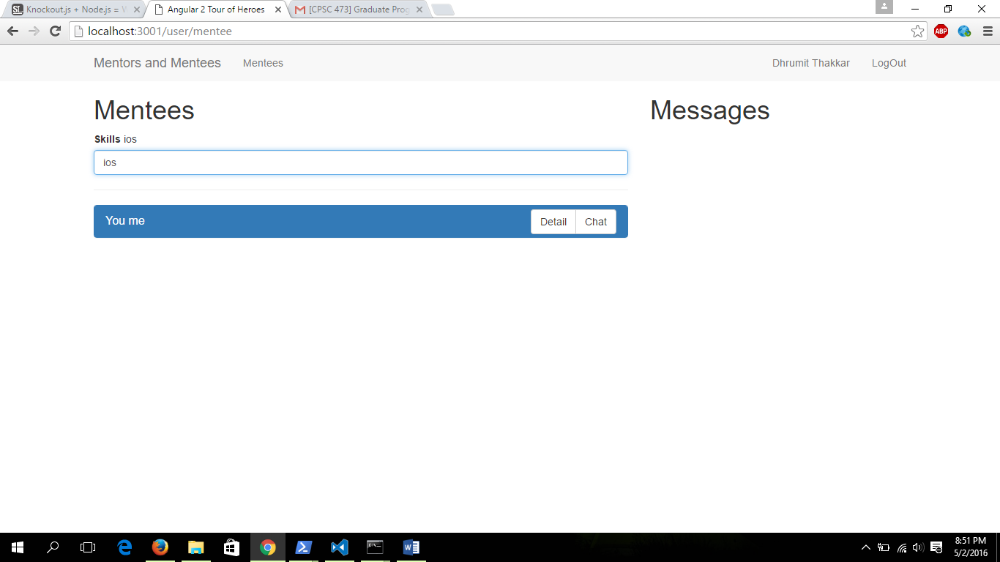 Knockout.js + Node.js =
Angular 2 Tour of Heroes
[CPSC 473] Graduate Prog
localhost:3001/user/mentee
ABP
Mentors and Mentees
Mentees
Dhrumit Thakkar
LogOut
Mentees
Messages
Skills ios
ios
You me
Detail
Chat
8:51 PM
5/2/2016